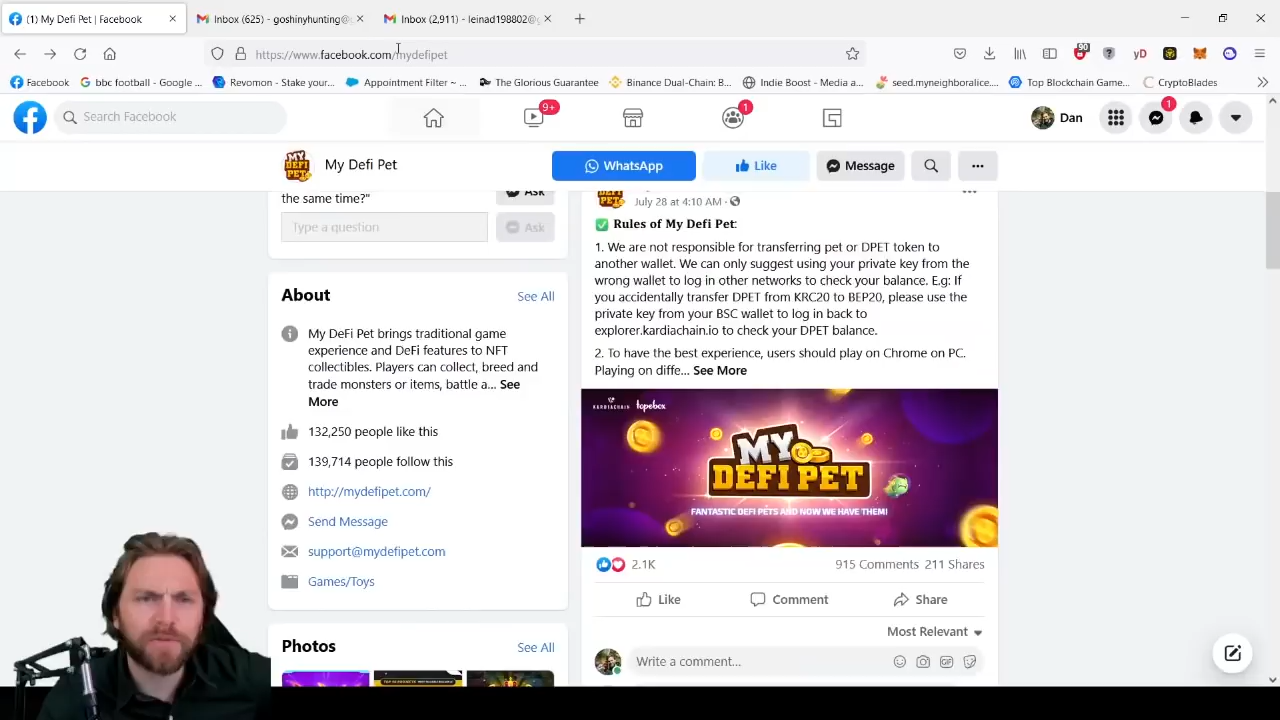 (1) My Defi Pet | Facebook
Inbox (625) - goshinyhunting@
Inbox (2,911) - leinad198802@g
https://www.facebook.com/mydefipet
90
yD
Facebook
bbc football - Google ...
Revomon - Stake your...
Appointment Filter ~ ...
The Glorious Guarantee
Binance Dual-Chain: B...
Indie Boost - Media a...
seed.myneighboralice....
Top Blockchain Game...
CryptoBlades
Search Facebook
9+
1
Dan
1
My Defi Pet
WhatsApp
Like
Message
the same time?"
Ask
Type a question
Ask
About
See All
My DeFi Pet brings traditional game
experience and DeFi features to NFT
collectibles. Players can collect, breed and
trade monsters or items, battle a... See
More
132,250 people like this
139,714 people follow this
http://mydefipet.com/
Send Message
support@mydefipet.com
Games/Toys
Photos
See All
July 28 at 4:10 AM ·
Rules of My Defi Pet:
1. We are not responsible for transferring pet or DPET token to
another wallet. We can only suggest using your private key from the
wrong wallet to log in other networks to check your balance. E.g: If
you accidentally transfer DPET from KRC20 to BEP20, please use the
private key from your BSC wallet to log in back to
explorer.kardiachain.io to check your DPET balance.
2. To have the best experience, users should play on Chrome on PC.
Playing on diffe... See More
KARDIACHAIN topebox
MY
DEFI PET
FANTASTIC DEFI PETS AND NOW WE HAVE THEM!
2.1K
915 Comments 211 Shares
Like
Comment
Share
Most Relevant
Write a comment...